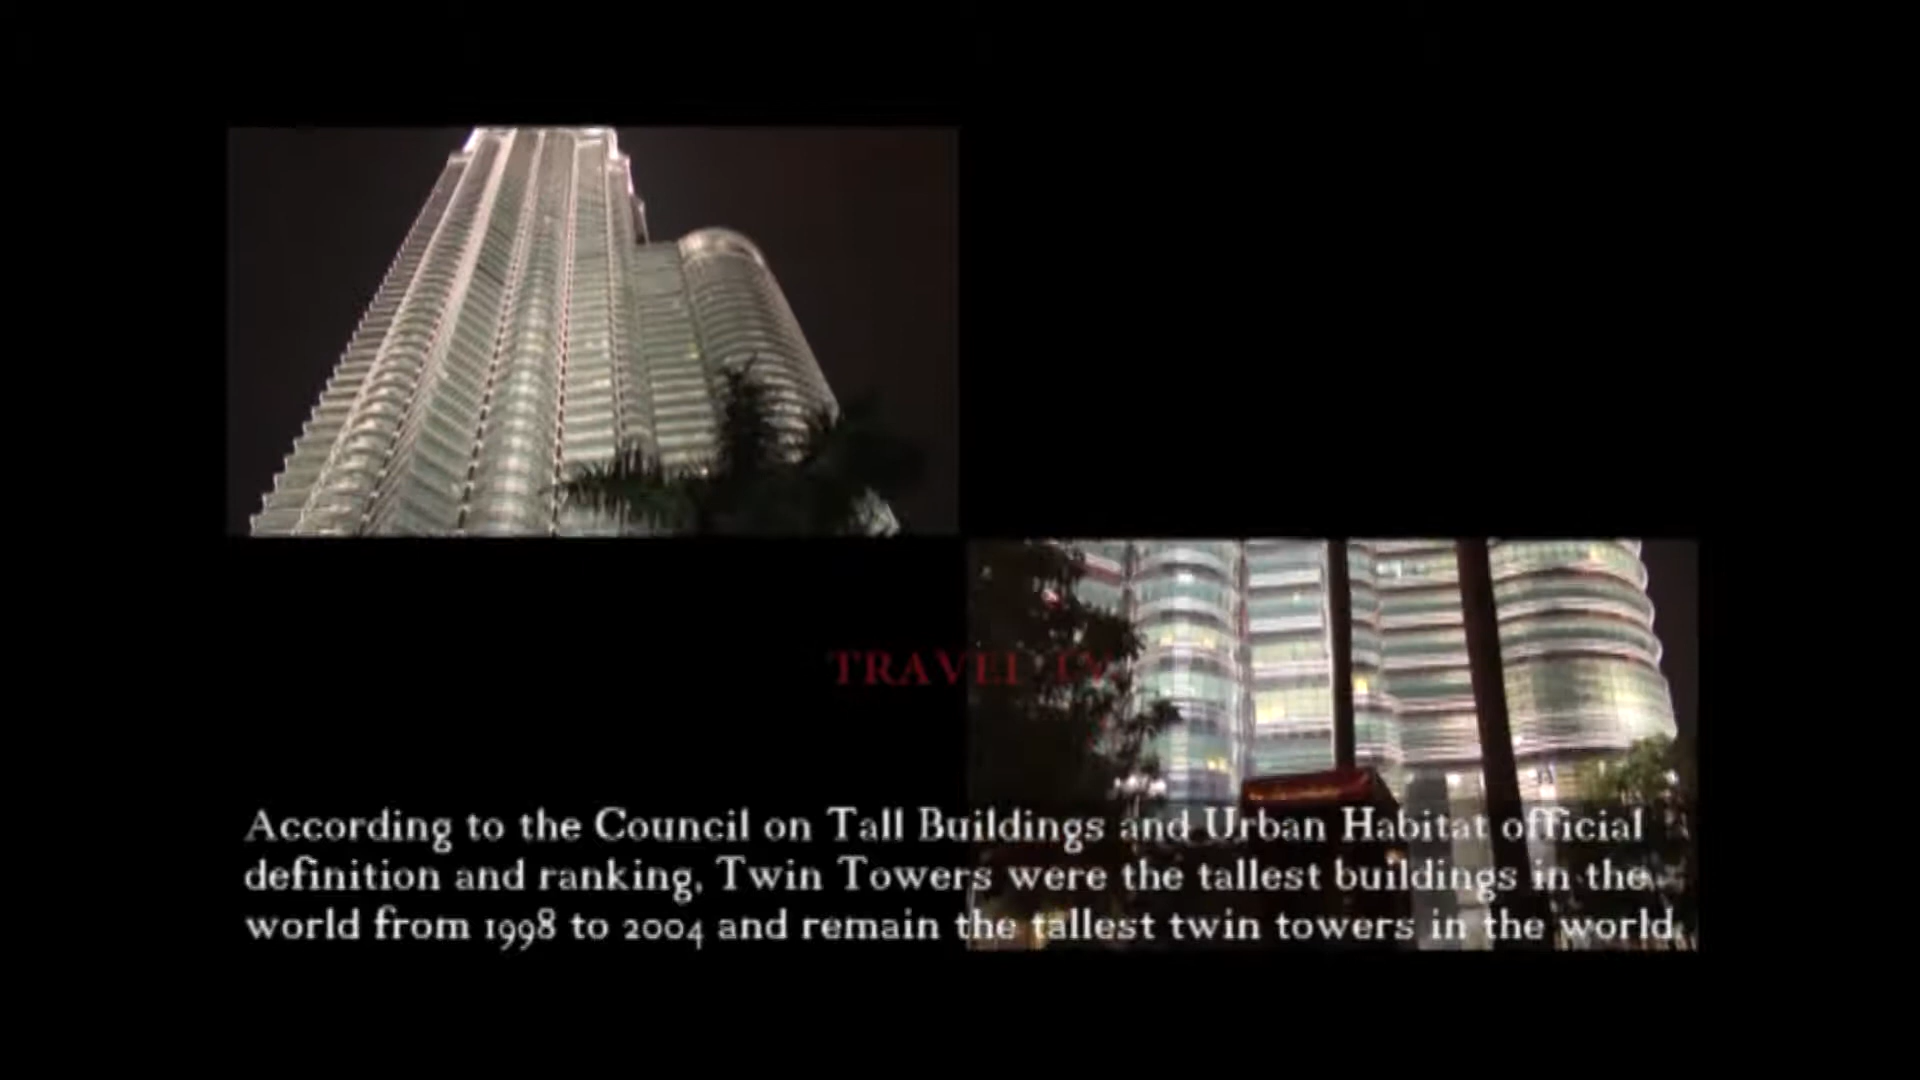 TRAVEL TV
According to the Council on Tall Buildings and Urban Habitat official
definition and ranking, Twin Towers were the tallest buildings in the
world from 1998 to 2004 and remain the tallest twin towers in the world.